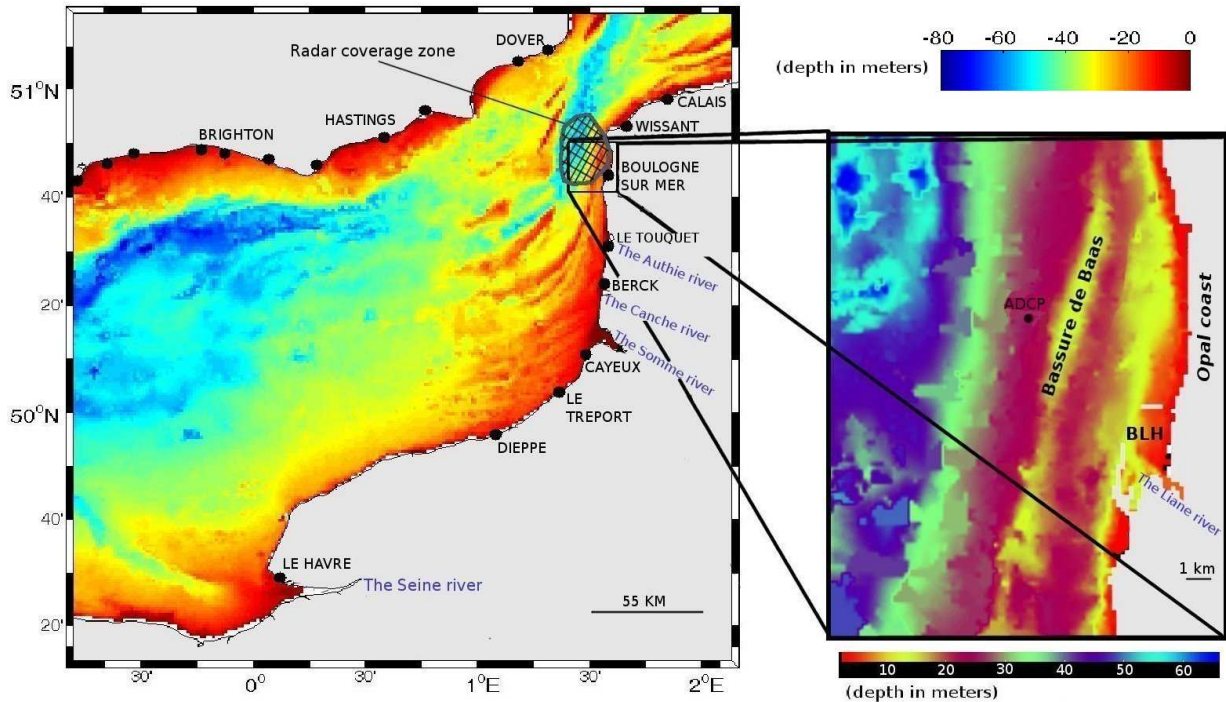 Radar coverage zone
DOVER
CALAIS
WISSANT
HASTINGS
BRIGHTON
BOULOGNE
SUR MER
LE TOUQUET
The Authie river
BERCK
The Canche river
The Somme river
CAYEUX
LE
TREPORT
DIEPPE
LE HAVRE
The Seine river
55 KM
51°N
40'
20'
50°N
40'
20'
30'
0°
30'
1°E
30'
2°E
-80 -60 -40 -20 0
(depth in meters)
ADCP
Bassure de Baas
Opal coast
BLH
The Liane river
1 km
10 20 30 40 50 60
(depth in meters)